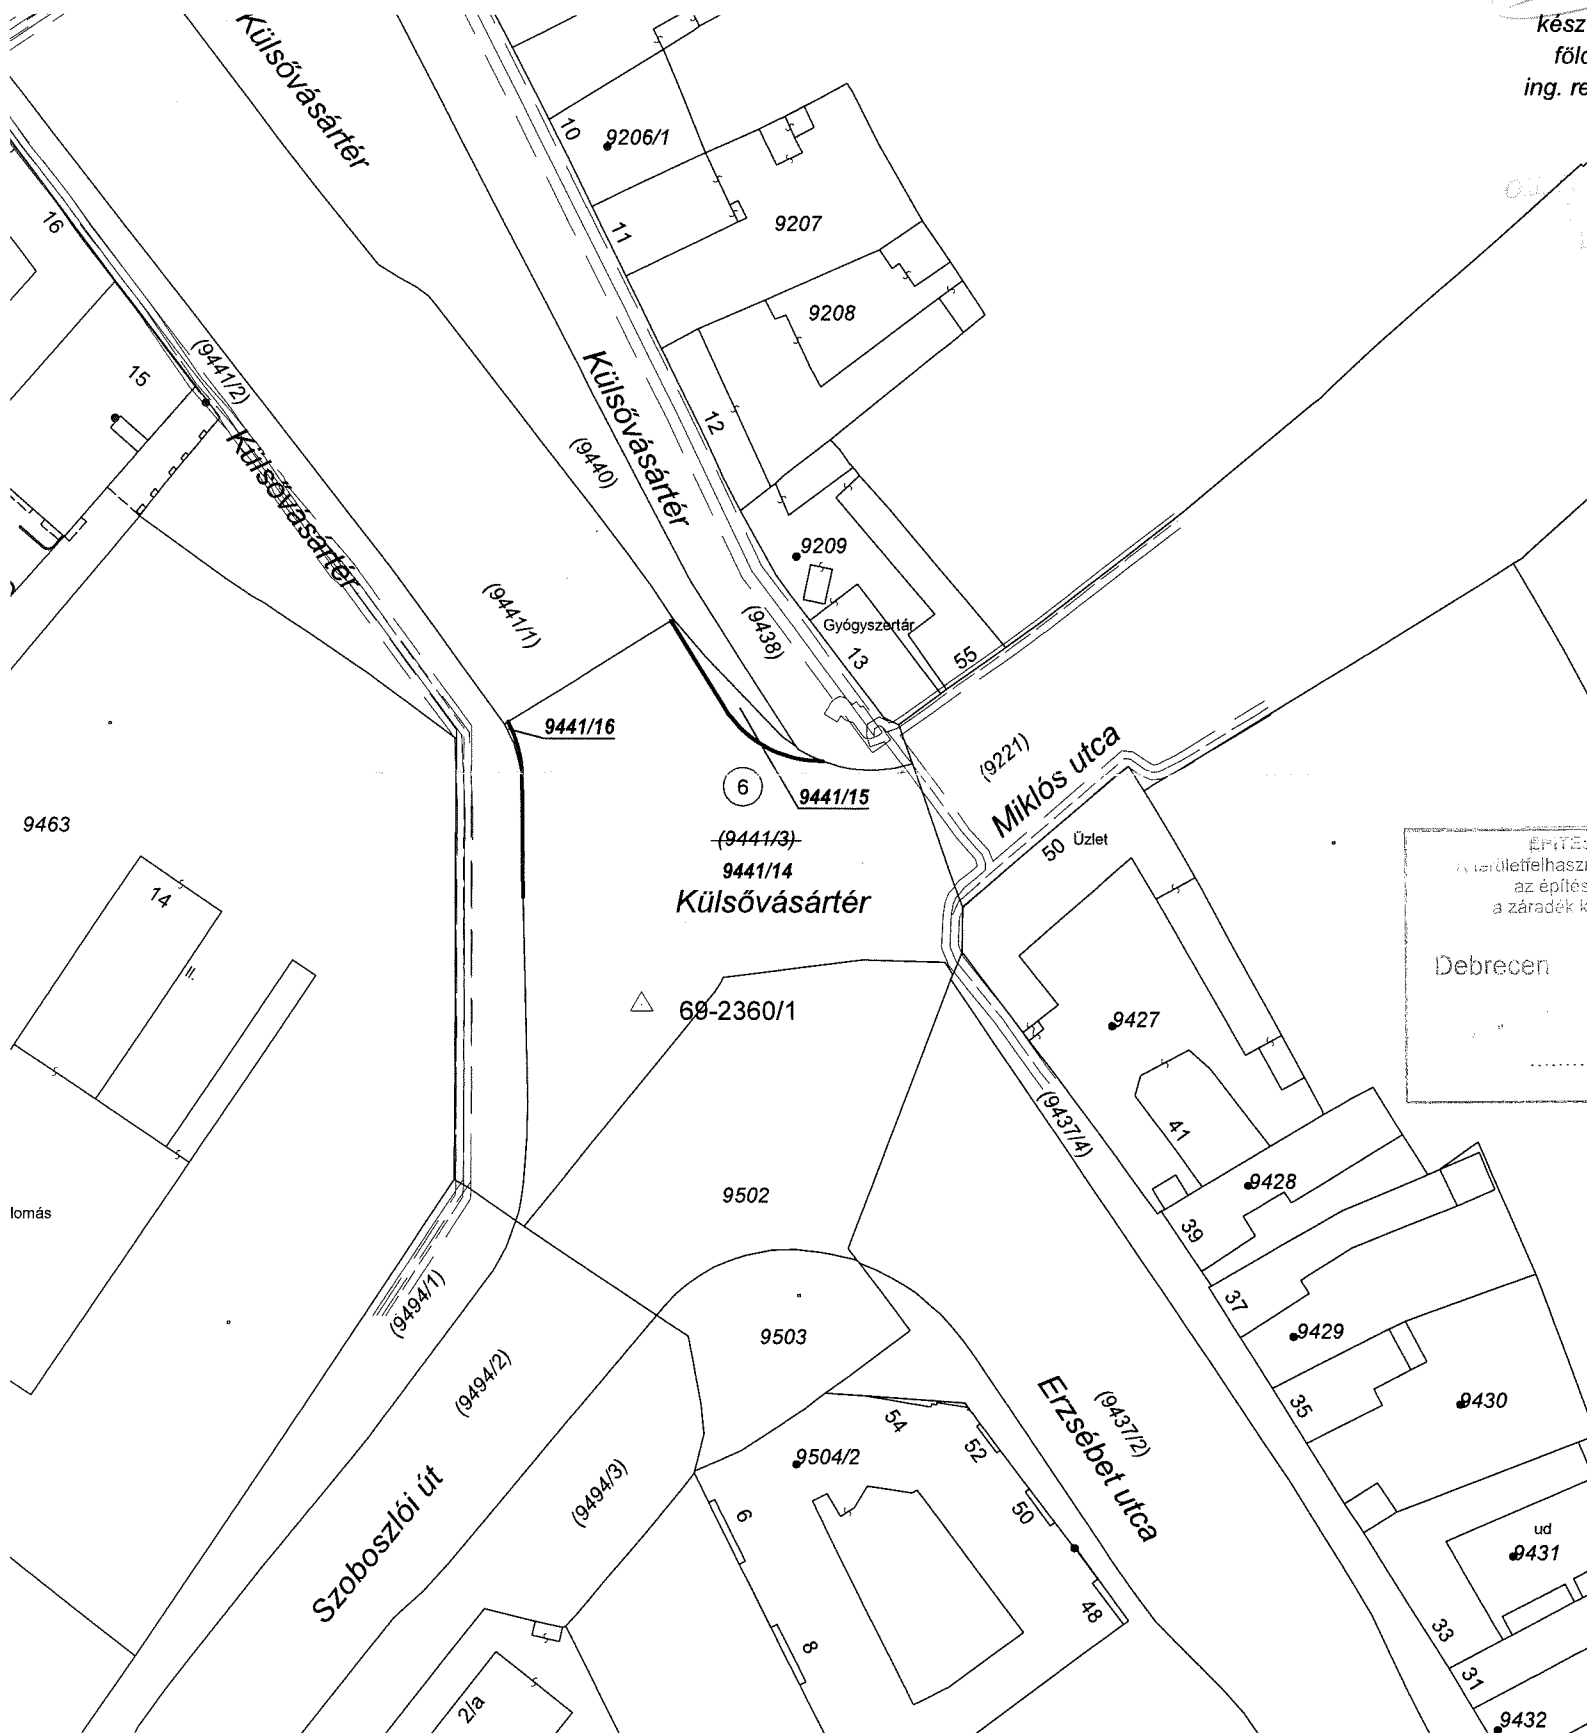 Külsővásártér
kész
föld
ing. re
10
9206/1
11
9207
16
9208
(9441/2)
15
Külsővásártér
12
(9440)
Külsővásártér
9209
(9441/1)
(9438)
Gyógyszertár
13
55
9441/16
(9221)
Miklós utca
6
9441/15
9463
(9441/3)
9441/14
Külsővásártér
50
Üzlet
14
II.
az építés
a záradék k
Debrecen
69-2360/1
9427
(9437/4)
41
9428
9502
lomás
39
(9494/1)
37
9503
9429
(9494/2)
Erzsébet utca
(9437/2)
35
9430
54
52
9504/2
Szoboszlói út
(9494/3)
6
50
ud
9431
48
33
8
31
2/a
9432